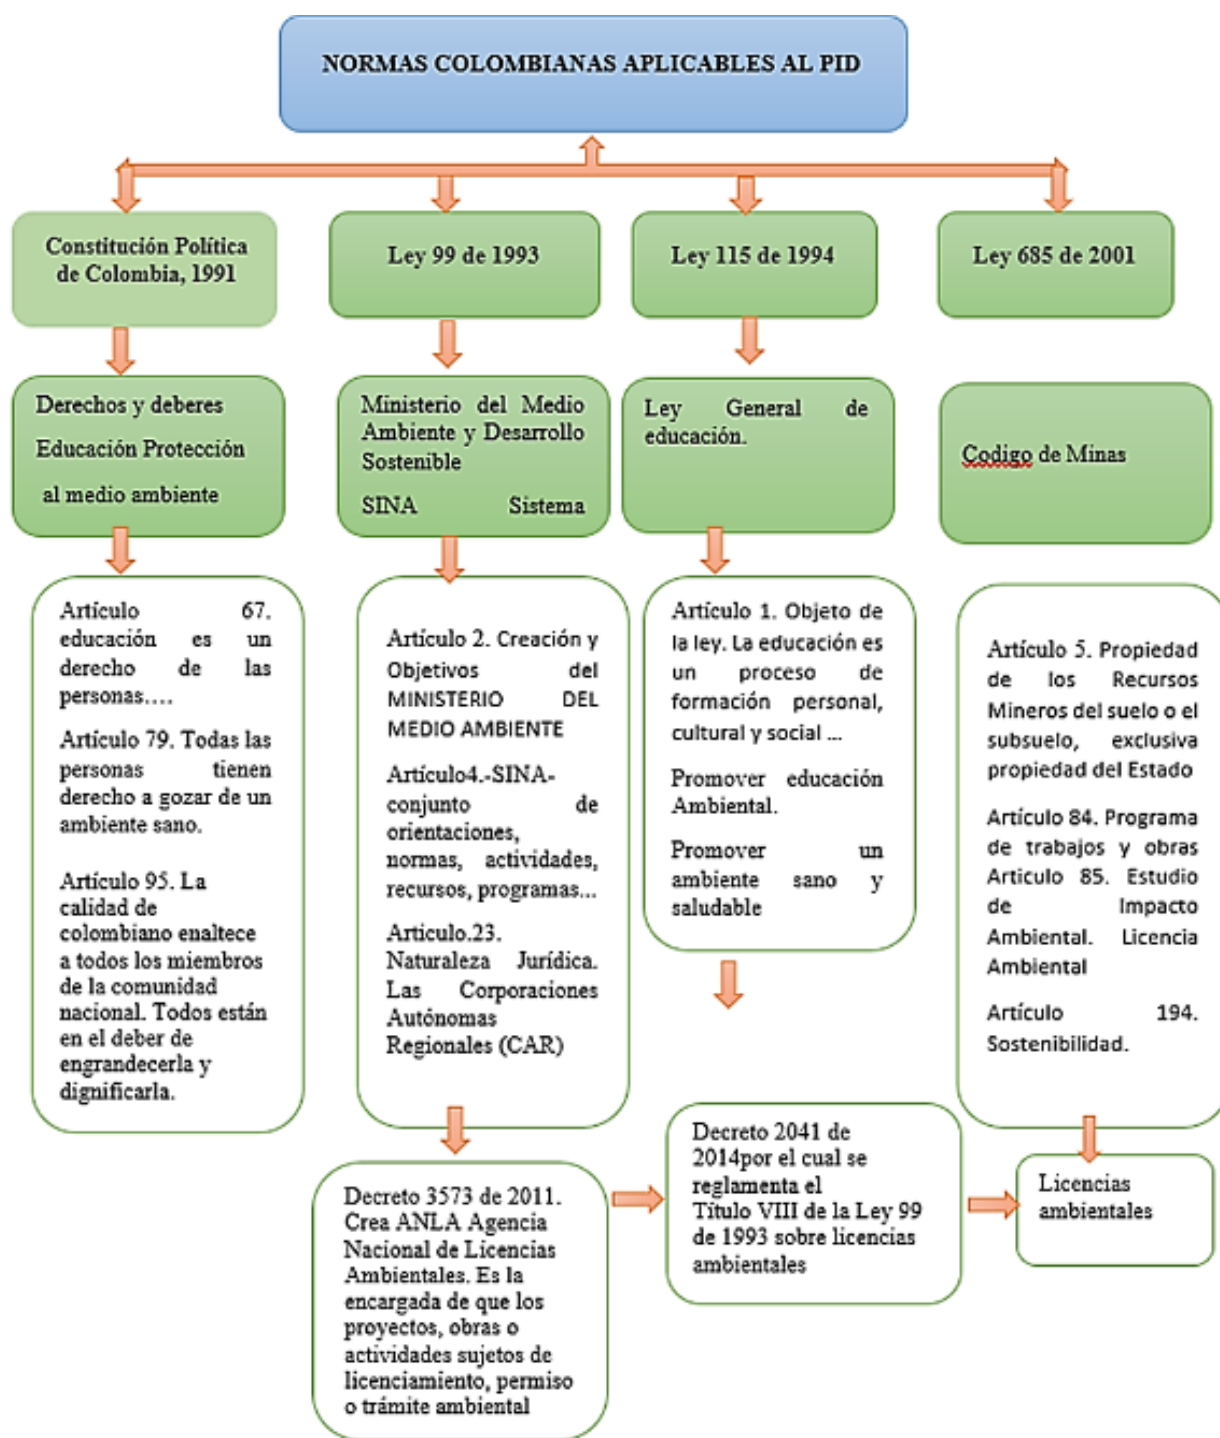 NORMAS COLOMBIANAS APLICABLES AL PID
Constitución Política
de Colombia, 1991
Ley 99 de 1993
Ley 115 de 1994
Ley 685 de 2001
Derechos y deberes
Educación Protección
al medio ambiente
Ministerio del Medio
Ambiente y Desarrollo
Sostenible
SINA Sistema
Ley General de
educación.
Codigo de Minas
Artículo 67.
educación es un
derecho de las
personas….
Artículo 79. Todas las
personas tienen
derecho a gozar de un
ambiente sano.
Artículo 95. La
calidad de
colombiano enaltece
a todos los miembros
de la comunidad
nacional. Todos están
en el deber de
engrandecerla y
dignificarla.
Artículo 2. Creación y
Objetivos del
MINISTERIO DEL
MEDIO AMBIENTE
Artículo4.-SINA-
conjunto de
orientaciones,
normas, actividades,
recursos, programas...
Articulo.23.
Naturaleza Jurídica.
Las Corporaciones
Autónomas
Regionales (CAR)
Artículo 1. Objeto de
la ley. La educación es
un proceso de
formación personal,
cultural y social ...
Promover educación
Ambiental.
Promover un
ambiente sano y
saludable
Artículo 5. Propiedad
de los Recursos
Mineros del suelo o el
subsuelo, exclusiva
propiedad del Estado
Artículo 84. Programa
de trabajos y obras
Articulo 85. Estudio
de Impacto
Ambiental. Licencia
Ambiental
Artículo 194.
Sostenibilidad.
Decreto 3573 de 2011.
Crea ANLA Agencia
Nacional de Licencias
Ambientales. Es la
encargada de que los
proyectos, obras o
actividades sujetos de
licenciamiento, permiso
o trámite ambiental
Decreto 2041 de
2014por el cual se
reglamenta el
Título VIII de la Ley 99
de 1993 sobre licencias
ambientales
Licencias
ambientales